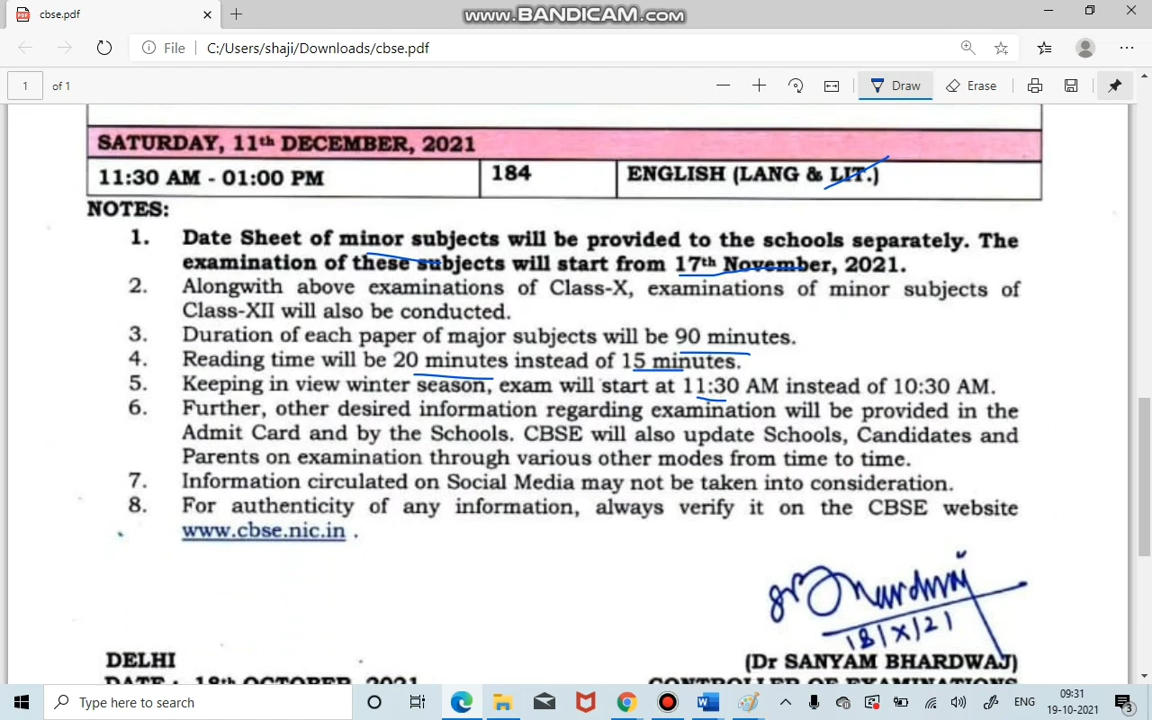 cbse.pdf
www.BANDICAM.com
File C:/Users/shaji/Downloads/cbse.pdf
1 of 1
Draw
Erase
SATURDAY, 11th DECEMBER, 2021
11:30 AM - 01:00 PM 184 ENGLISH (LANG & LIT.)
NOTES:
1. Date Sheet of minor subjects will be provided to the schools separately. The
examination of these subjects will start from 17th November, 2021.
2. Alongwith above examinations of Class-X, examinations of minor subjects of
Class-XII will also be conducted.
3. Duration of each paper of major subjects will be 90 minutes.
4. Reading time will be 20 minutes instead of 15 minutes.
5. Keeping in view winter season, exam will start at 11:30 AM instead of 10:30 AM.
6. Further, other desired information regarding examination will be provided in the
Admit Card and by the Schools. CBSE will also update Schools, Candidates and
Parents on examination through various other modes from time to time.
7. Information circulated on Social Media may not be taken into consideration.
8. For authenticity of any information, always verify it on the CBSE website
www.cbse.nic.in .
18/X/21
DELHI (Dr SANYAM BHARDWAJ)
DATE : 18th OCTOBER, 2021 CONTROLLER OF EXAMINATIONS
Type here to search
ENG
09:31
19-10-2021
3